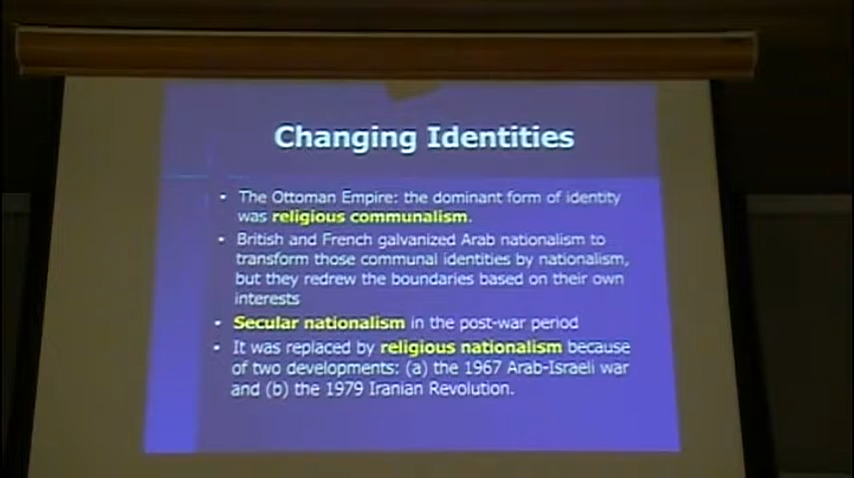 Changing Identities
• The Ottoman Empire: the dominant form of identity
was religious communalism.
• British and French galvanized Arab nationalism to
transform those communal identities by nationalism,
but they redrew the boundaries based on their own
interests
• Secular nationalism in the post-war period
• It was replaced by religious nationalism because
of two developments: (a) the 1967 Arab-Israeli war
and (b) the 1979 Iranian Revolution.